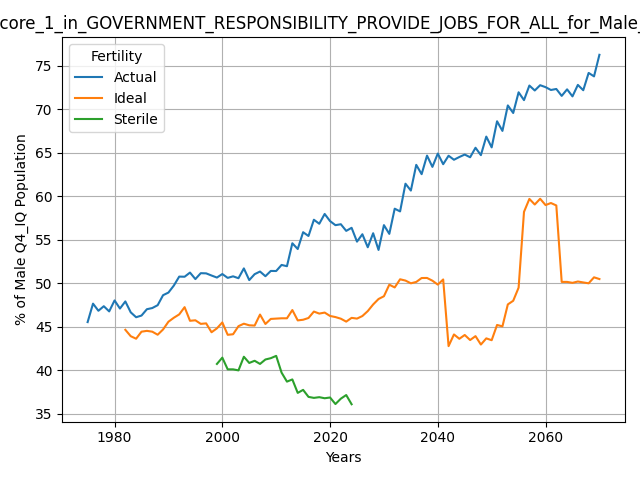 core_1_in_GOVERNMENT_RESPONSIBILITY_PROVIDE_JOBS_FOR_ALL_for_Male_
Fertility
Actual
Ideal
Sterile
% of Male Q4_IQ Population
75
70
65
60
55
50
45
40
35
1980
2000
2020
2040
2060
Years